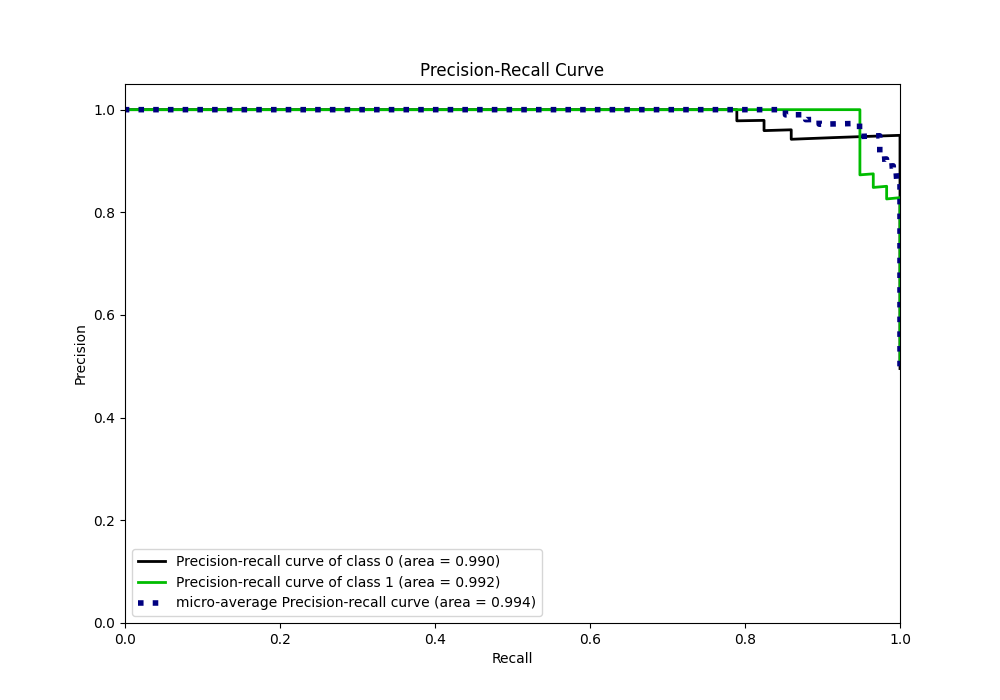 Precision-Recall Curve
1.0
0.8
0.6
0.4
0.2
0.0
Precision
Precision-recall curve of class 0 (area = 0.990)
Precision-recall curve of class 1 (area = 0.992)
micro-average Precision-recall curve (area = 0.994)
0.0 0.2 0.4 0.6 0.8 1.0
Recall